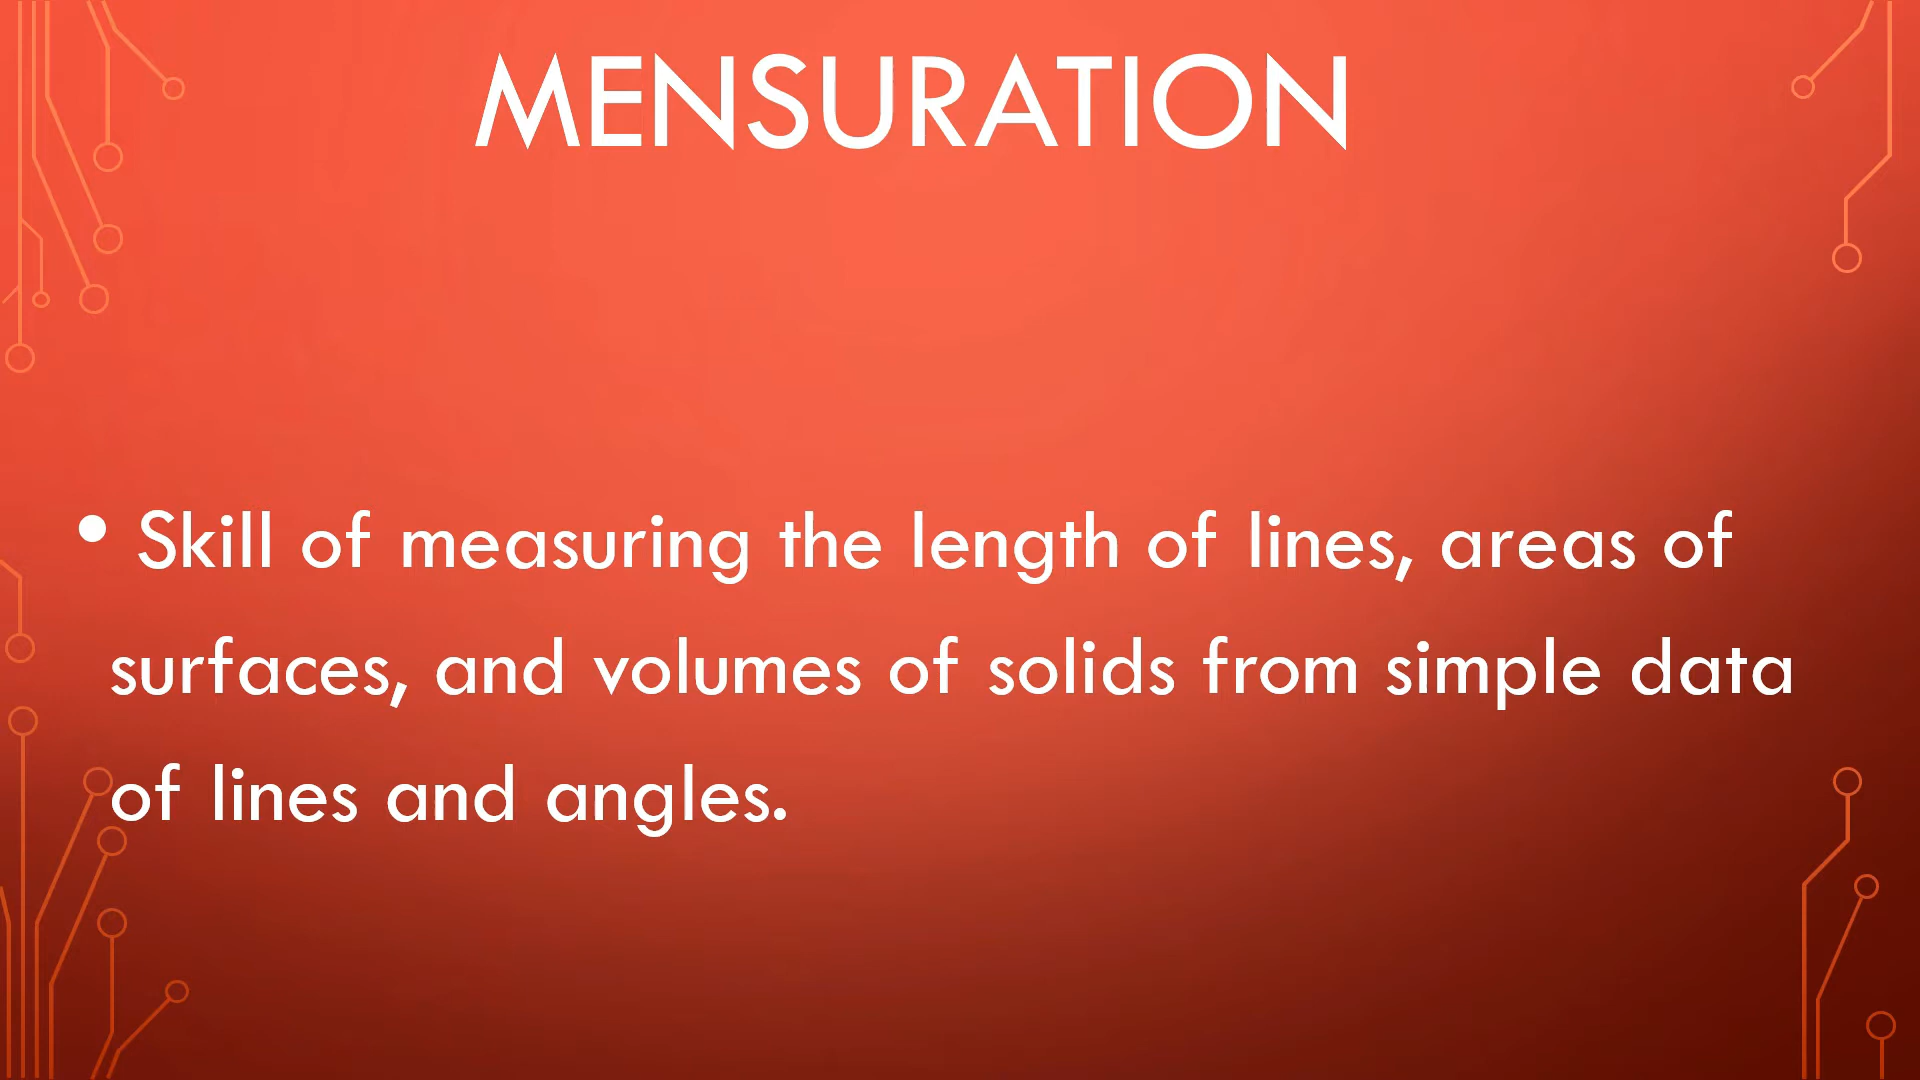 MENSURATION
• Skill of measuring the length of lines, areas of
surfaces, and volumes of solids from simple data
of lines and angles.